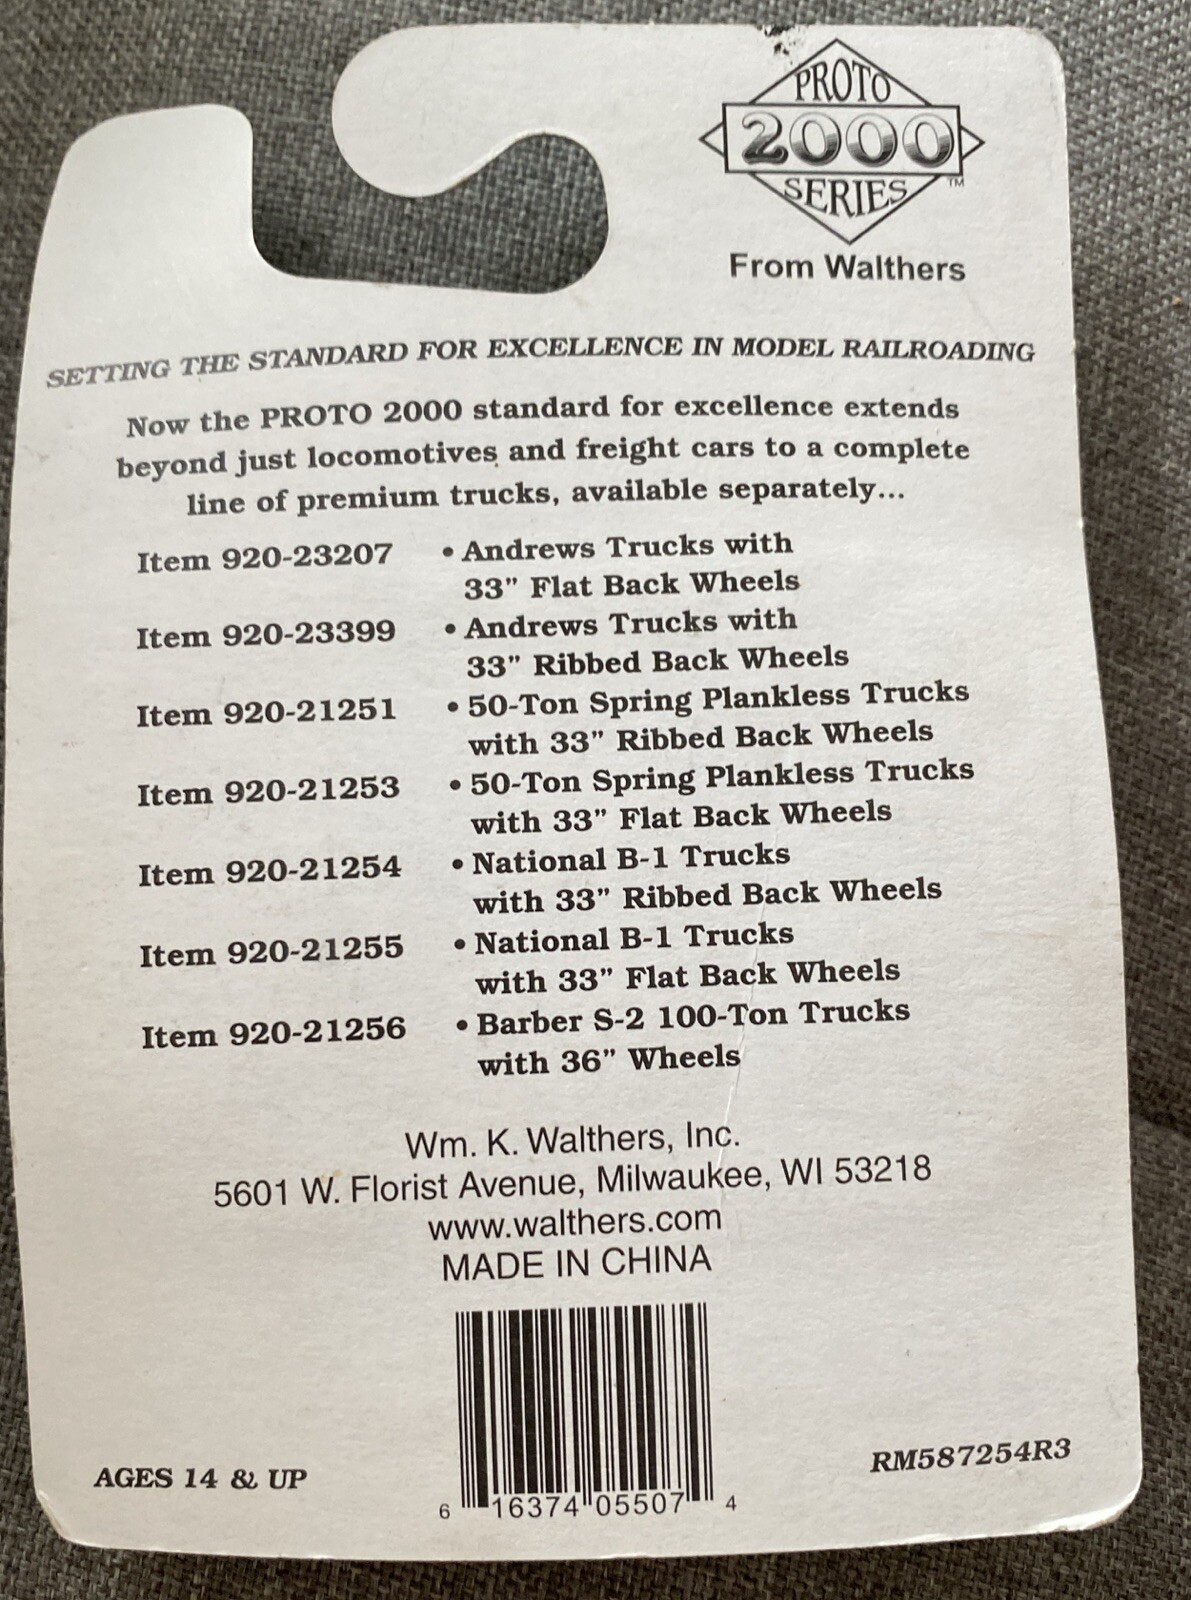 PROTO
2000
SERIES™
From Walthers
SETTING THE STANDARD FOR EXCELLENCE IN MODEL RAILROADING
Now the PROTO 2000 standard for excellence extends
beyond just locomotives and freight cars to a complete
line of premium trucks, available separately...
Item 920-23207 • Andrews Trucks with
33” Flat Back Wheels
Item 920-23399 • Andrews Trucks with
33” Ribbed Back Wheels
Item 920-21251 • 50-Ton Spring Plankless Trucks
with 33” Ribbed Back Wheels
Item 920-21253 • 50-Ton Spring Plankless Trucks
with 33” Flat Back Wheels
Item 920-21254 • National B-1 Trucks
with 33” Ribbed Back Wheels
Item 920-21255 • National B-1 Trucks
with 33” Flat Back Wheels
Item 920-21256 • Barber S-2 100-Ton Trucks
with 36” Wheels
Wm. K. Walthers, Inc.
5601 W. Florist Avenue, Milwaukee, WI 53218
www.walthers.com
MADE IN CHINA
AGES 14 & UP
6 16374 05507 4
RM587254R3